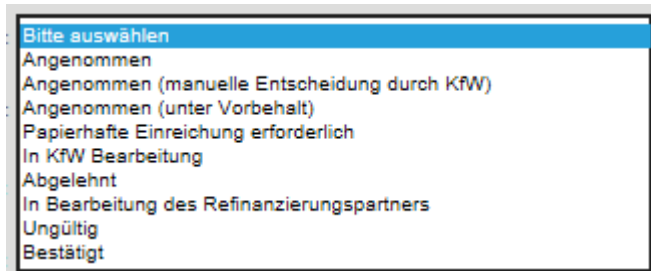 Bitte auswählen
Angenommen
Angenommen (manuelle Entscheidung durch KfW)
Angenommen (unter Vorbehalt)
Papierhafte Einreichung erforderlich
In KfW Bearbeitung
Abgelehnt
In Bearbeitung des Refinanzierungspartners
Ungültig
Bestätigt